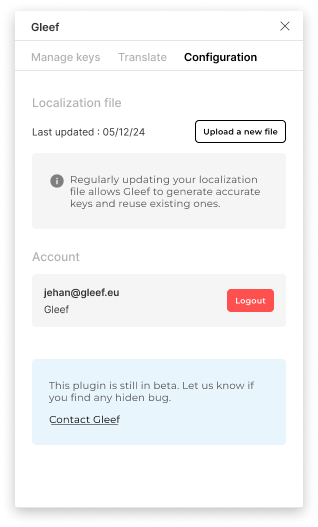 Gleef
Manage keys Translate Configuration
Localization file
Last updated : 05/12/24 Upload a new file
Regularly updating your localization
file allows Gleef to generate accurate
keys and reuse existing ones.
Account
jehan@gleef.eu
Gleef
Logout
This plugin is still in beta. Let us know if
you find any hiden bug.
Contact Gleef